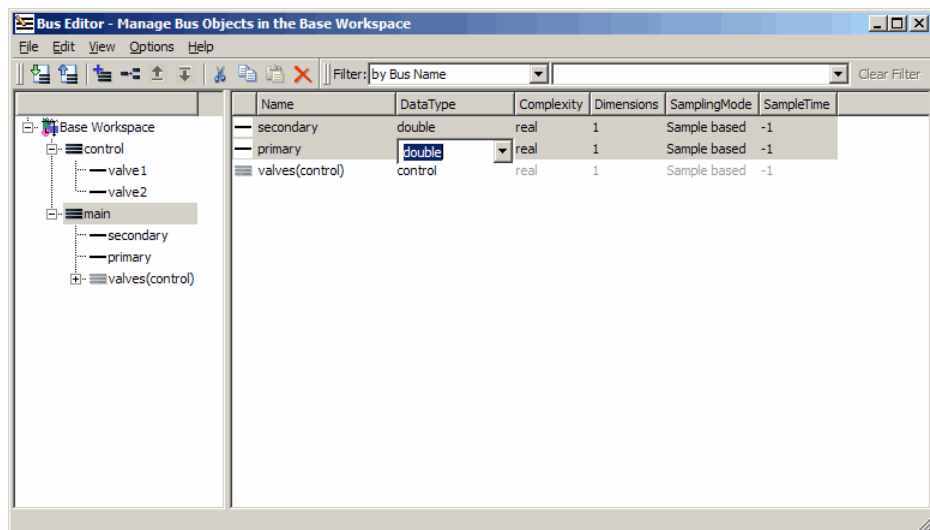 Bus Editor - Manage Bus Objects in the Base Workspace
File Edit View Options Help
Filter: by Bus Name Clear Filter
Name DataType Complexity Dimensions SamplingMode SampleTime
Base Workspace
control
valve1
valve2
main
secondary
primary
valves(control)
secondary double real 1 Sample based -1
primary double real 1 Sample based -1
valves(control) control real 1 Sample based -1